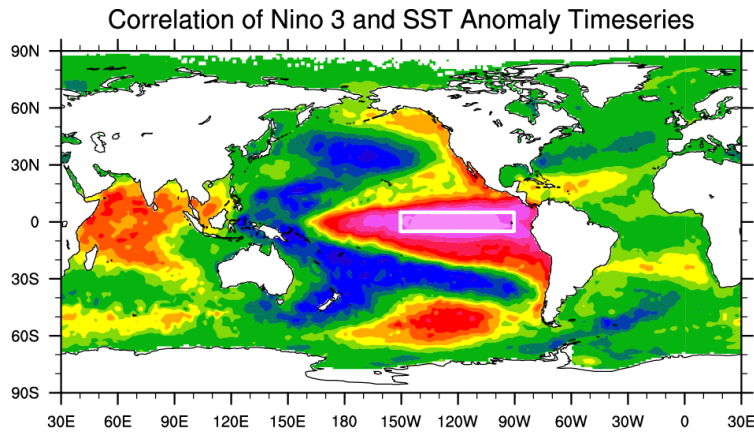 Correlation of Nino 3 and SST Anomaly Timeseries
90N
60N
30N
0
30S
60S
90S
30E 60E 90E 120E 150E 180 150W 120W 90W 60W 30W 0 30E